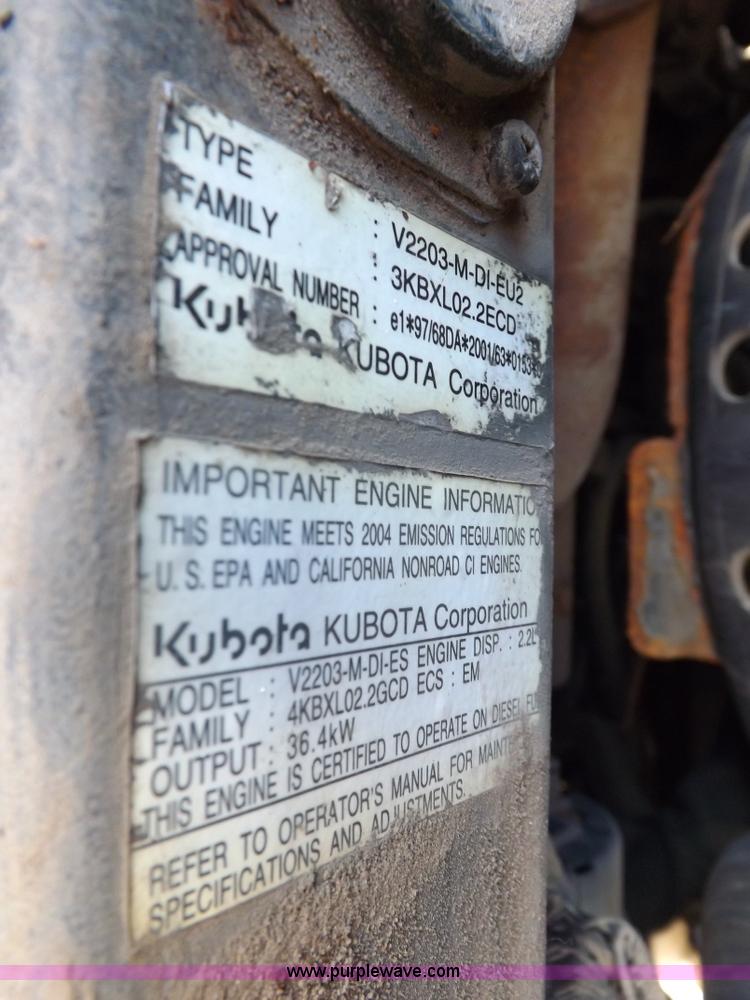 TYPE : V2203-M-DI-EU2
FAMILY : 3KBXL02.2ECD
APPROVAL NUMBER : e1*97/68DA*2001/63*0153*
Kubota KUBOTA Corporation
IMPORTANT ENGINE INFORMATIO
THIS ENGINE MEETS 2004 EMISSION REGULATIONS FO
U. S. EPA AND CALIFORNIA NONROAD CI ENGINES.
Kubota KUBOTA Corporation
MODEL : V2203-M-DI-ES ENGINE DISP. : 2.2L
FAMILY : 4KBXL02.2GCD ECS : EM
OUTPUT : 36.4kW
THIS ENGINE IS CERTIFIED TO OPERATE ON DIESEL FU
REFER TO OPERATOR'S MANUAL FOR MAINT
SPECIFICATIONS AND ADJUSTMENTS.
www.purplewave.com